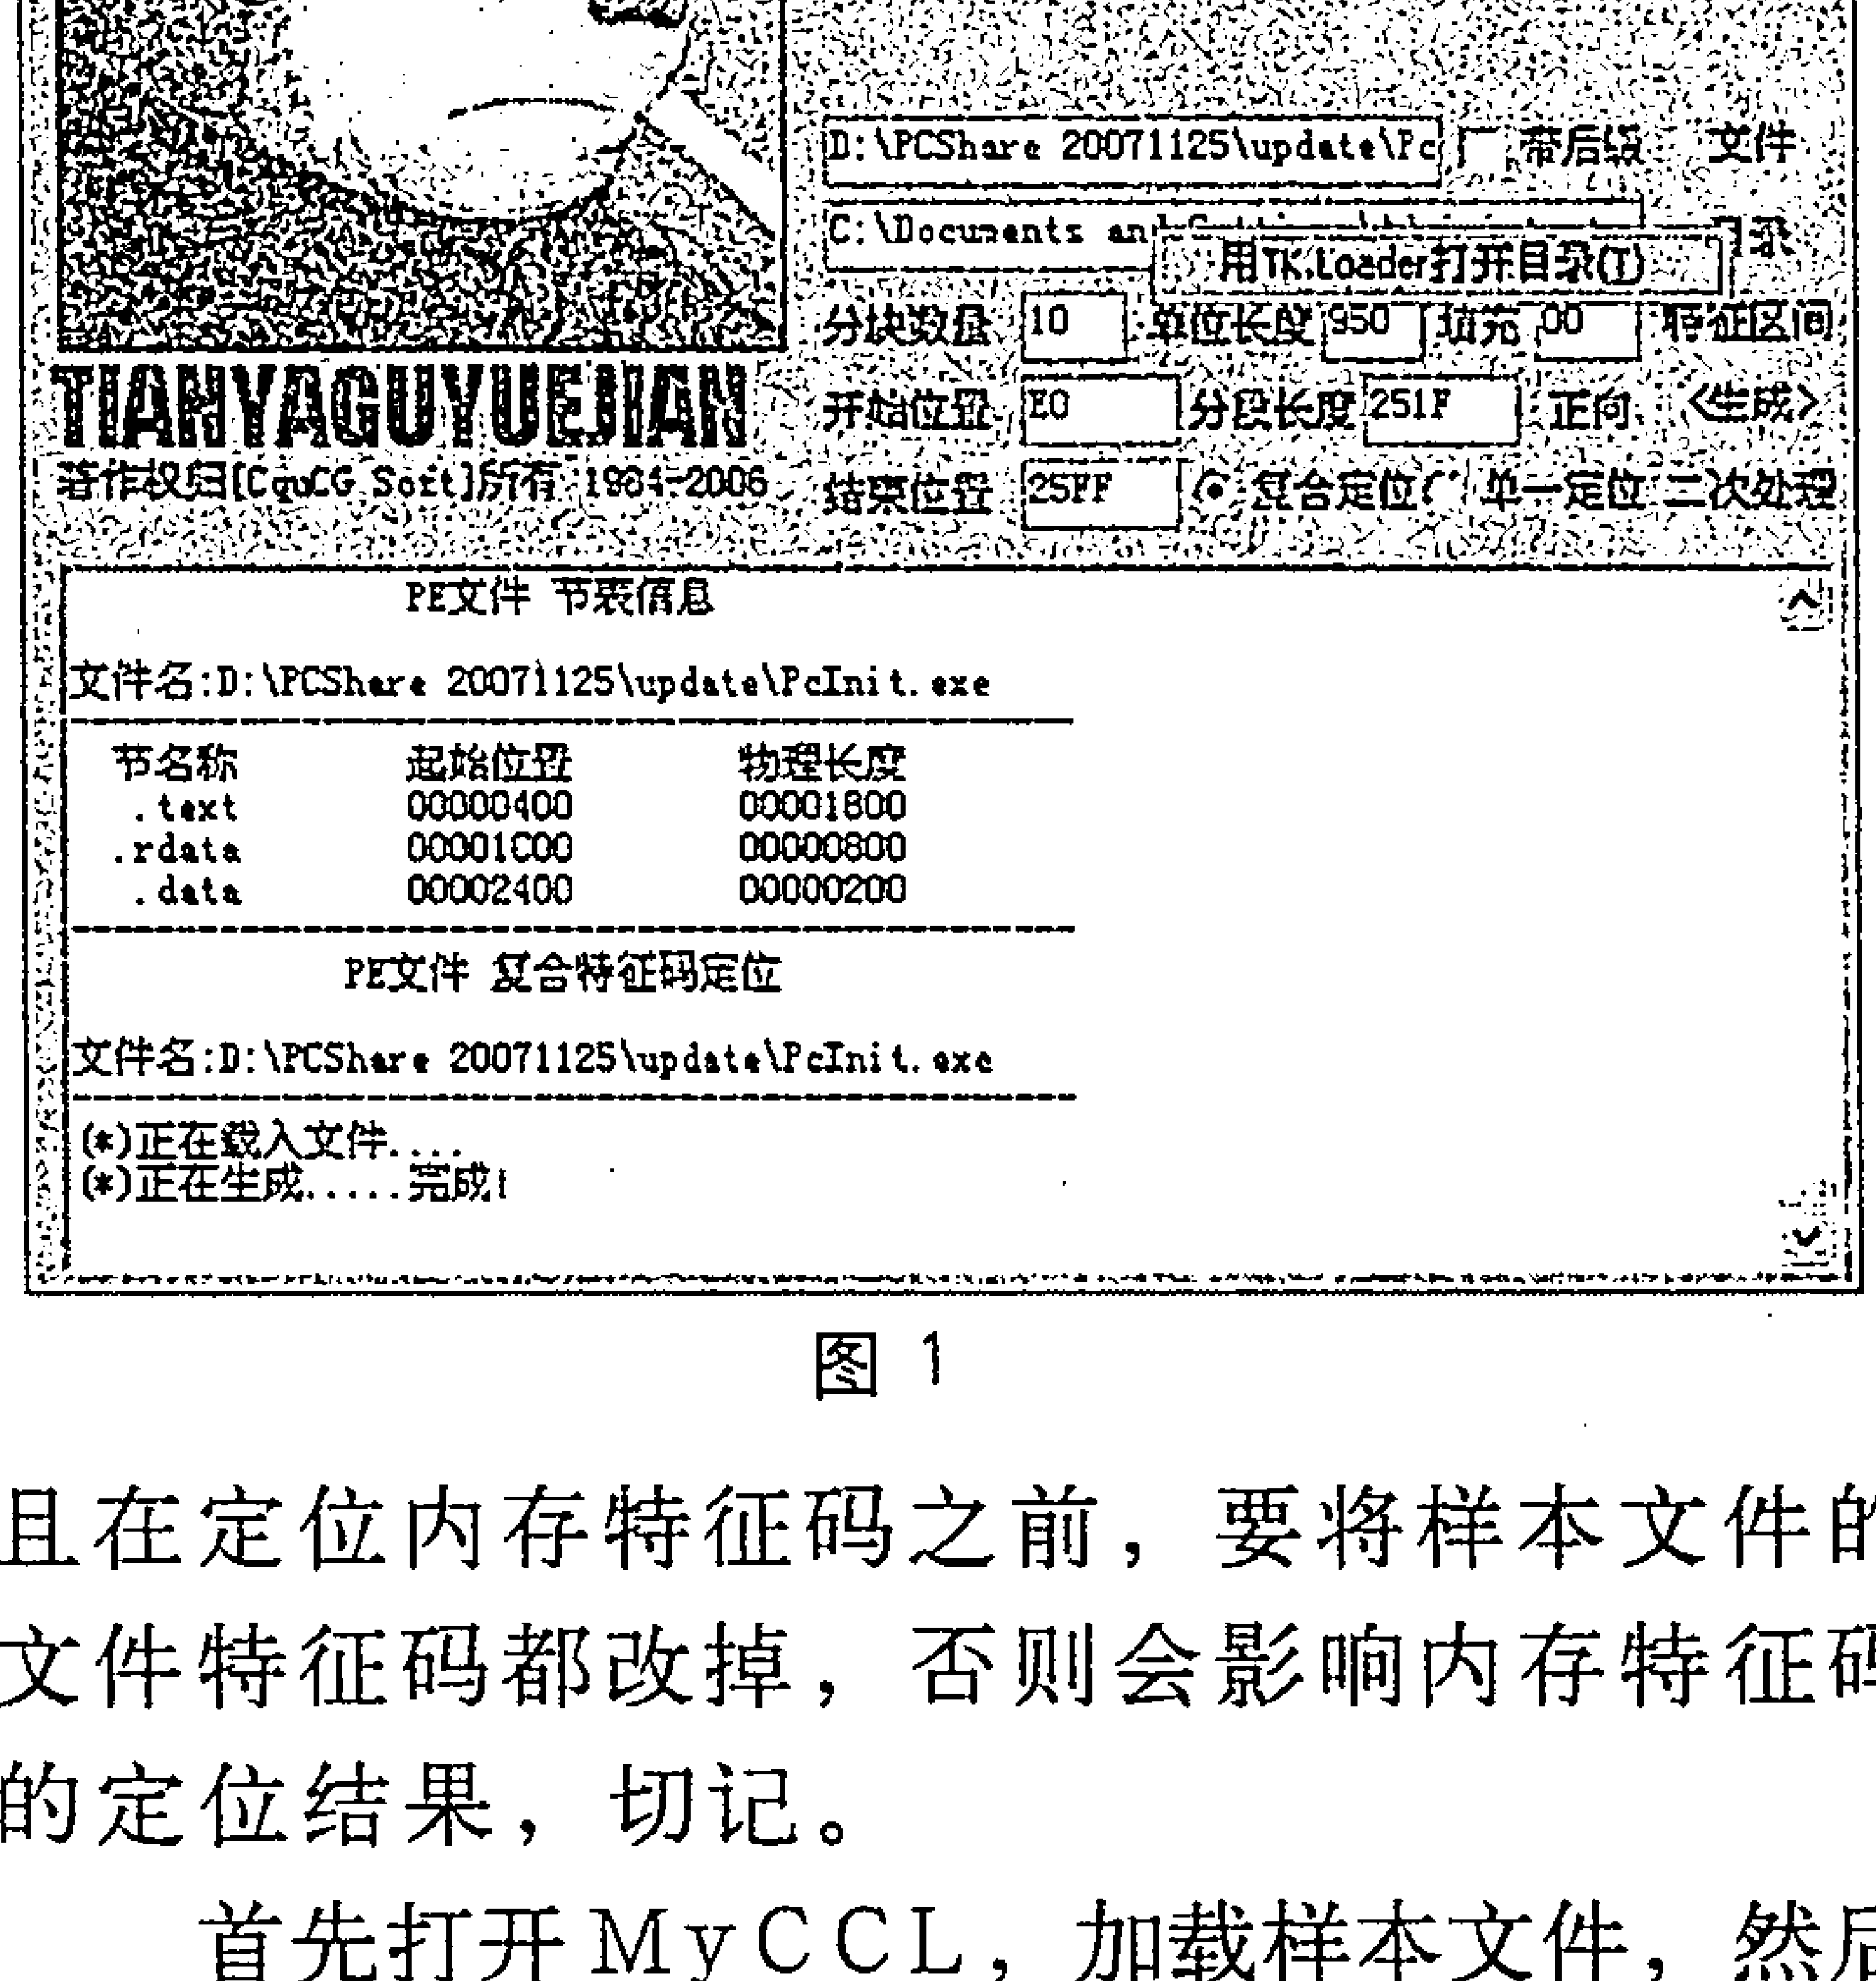 D:\PCShare 20071125\update\Pc 带后缀 文件
C:\Documents an
用TK.Loader打开目录(T)
分块数量 10 单位长度 950 填充 00 特征区间
TIANYAGUYUEJIAN
开始位置 E0 分段长度 251F 正向 <生成>
著作权归[CquCG Soft]所有 1984-2006
结束位置 25FF 复合定位 单一定位 二次处理
PE文件 节表信息
文件名:D:\PCShare 20071125\update\PcInit.exe
节名称 起始位置 物理长度
.text 00000400 00001800
.rdata 00001C00 00000800
.data 00002400 00000200
PE文件 复合特征码定位
文件名:D:\PCShare 20071125\update\PcInit.exe
(*)正在载入文件....
(*)正在生成.....完成!
图 1
且在定位内存特征码之前，要将样本文件的
文件特征码都改掉，否则会影响内存特征码
的定位结果，切记。
首先打开MyCCL，加载样本文件，然后